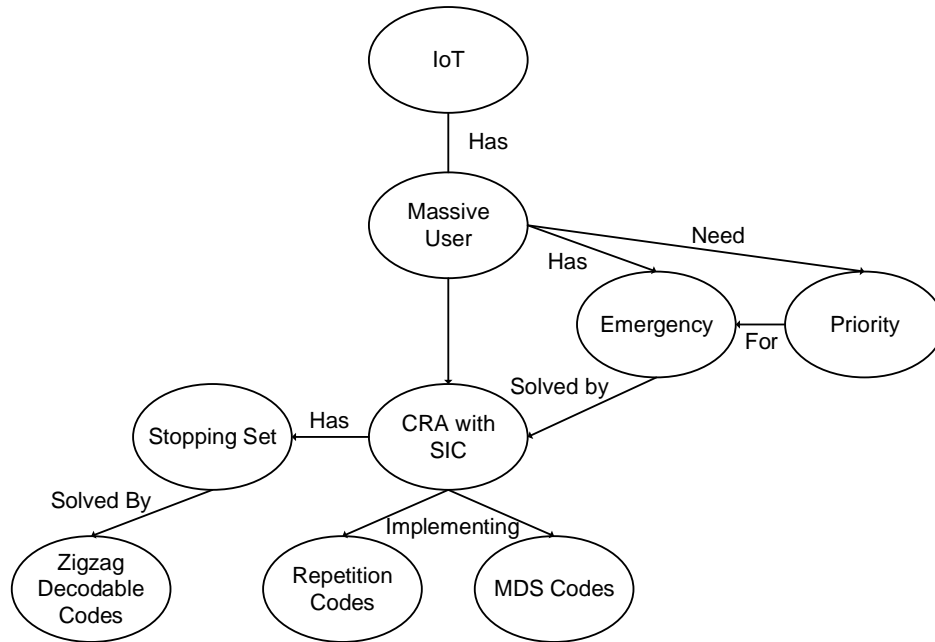 IoT
Has
Massive
User
Need
Has
Emergency
Priority
For
Solved by
CRA with
SIC
Has
Stopping Set
Solved By
Implementing
Zigzag
Decodable
Codes
Repetition
Codes
MDS Codes